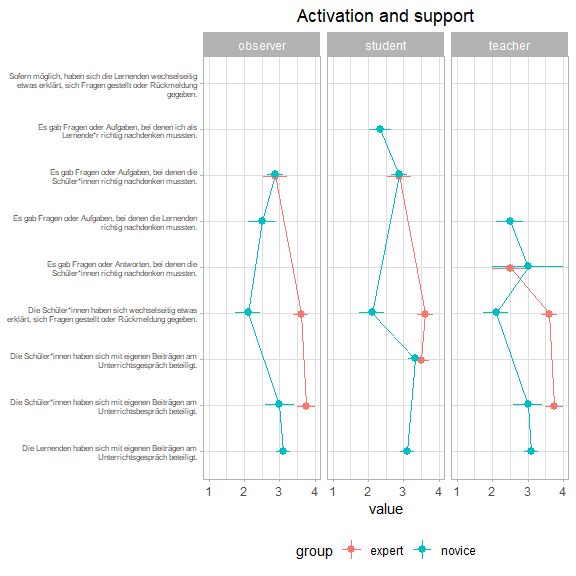 Activation and support
observer student teacher
Sofern möglich, haben sich die Lernenden wechselseitig
etwas erklärt, sich Fragen gestellt oder Rückmeldung
gegeben.
Es gab Fragen oder Aufgaben, bei denen ich als
Lernende*r richtig nachdenken mussten.
Es gab Fragen oder Aufgaben, bei denen die
Schüler*innen richtig nachdenken mussten.
Es gab Fragen oder Aufgaben, bei denen die Lernenden
richtig nachdenken mussten.
Es gab Fragen oder Antworten, bei denen die
Schüler*innen richtig nachdenken mussten.
Die Schüler*innen haben sich wechselseitig etwas
erklärt, sich Fragen gestellt oder Rückmeldung gegeben.
Die Schüler*innen haben sich mit eigenen Beiträgen am
Unterrichtsgespräch beteiligt.
Die Schüler*innen haben sich mit eigenen Beiträgen am
Unterrichtsbespräch beteiligt.
Die Lernenden haben sich mit eigenen Beiträgen am
Unterrichtsgespräch beteiligt.
1 2 3 4 1 2 3 4 1 2 3 4
value
group expert novice